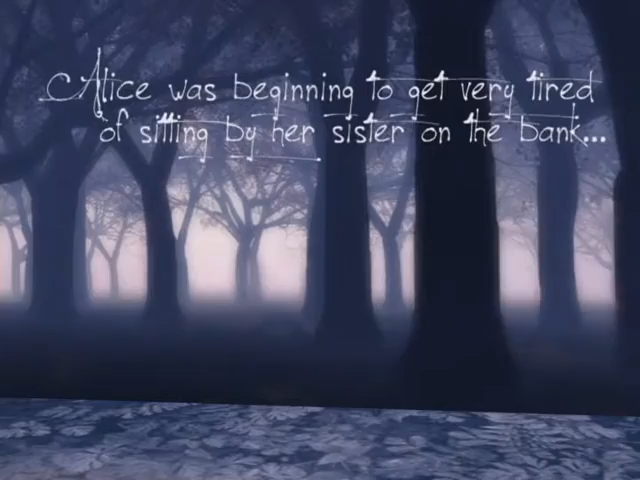 Alice was beginning to get very tired
of sitting by her sister on the bank...